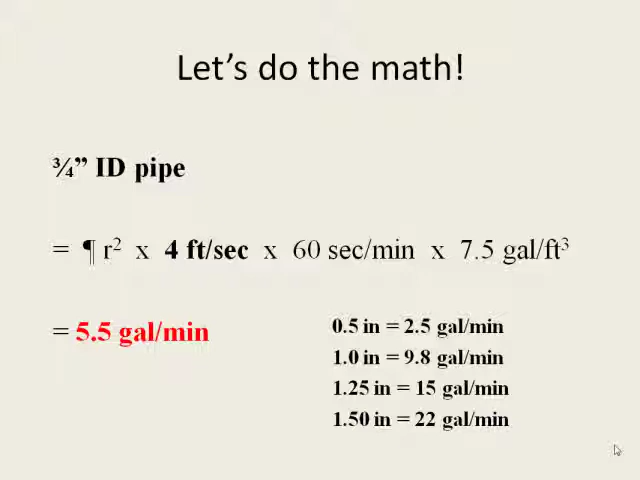 Let's do the math!
¾” ID pipe
= ¶ r² x 4 ft/sec x 60 sec/min x 7.5 gal/ft³
= 5.5 gal/min
0.5 in = 2.5 gal/min
1.0 in = 9.8 gal/min
1.25 in = 15 gal/min
1.50 in = 22 gal/min